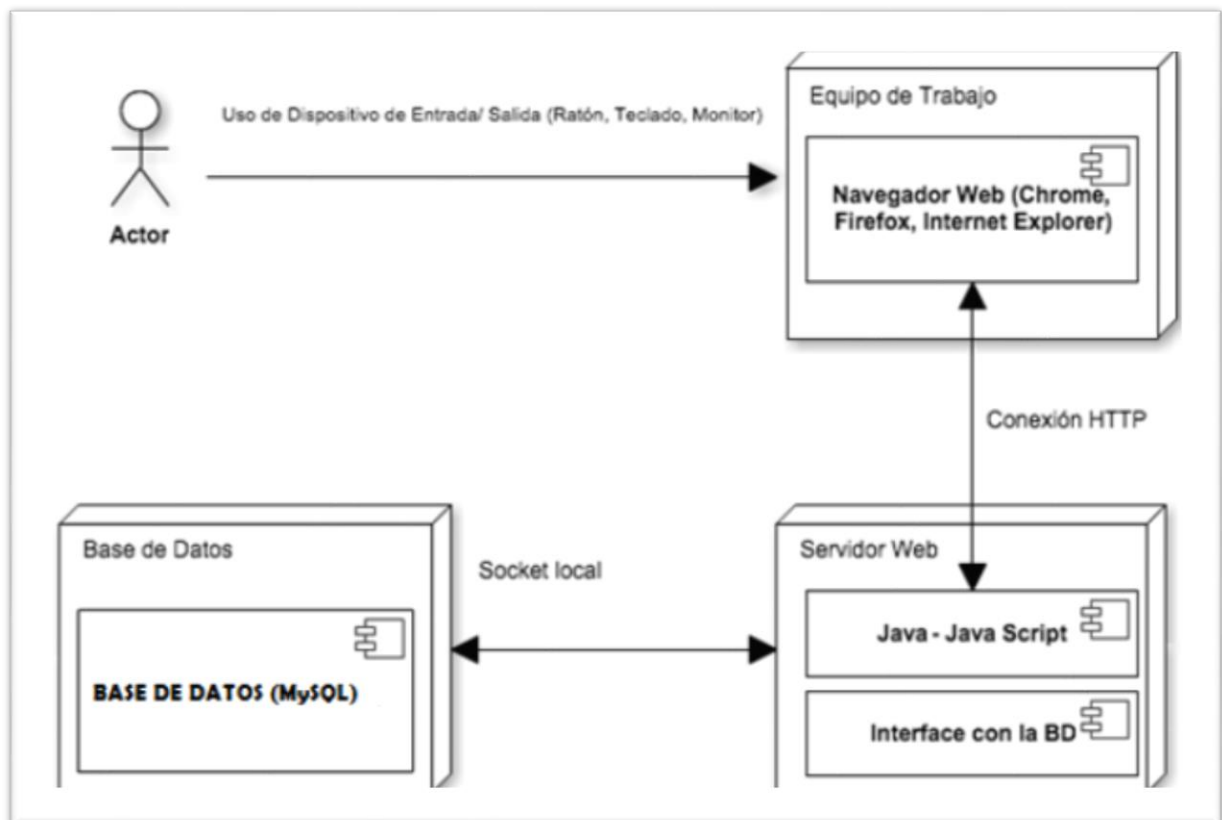 Equipo de Trabajo
Uso de Dispositivo de Entrada/ Salida (Ratón, Teclado, Monitor)
Navegador Web (Chrome,
Firefox, Internet Explorer)
Actor
Conexión HTTP
Base de Datos
Socket local
Servidor Web
Java - Java Script
BASE DE DATOS (MySQL)
Interface con la BD